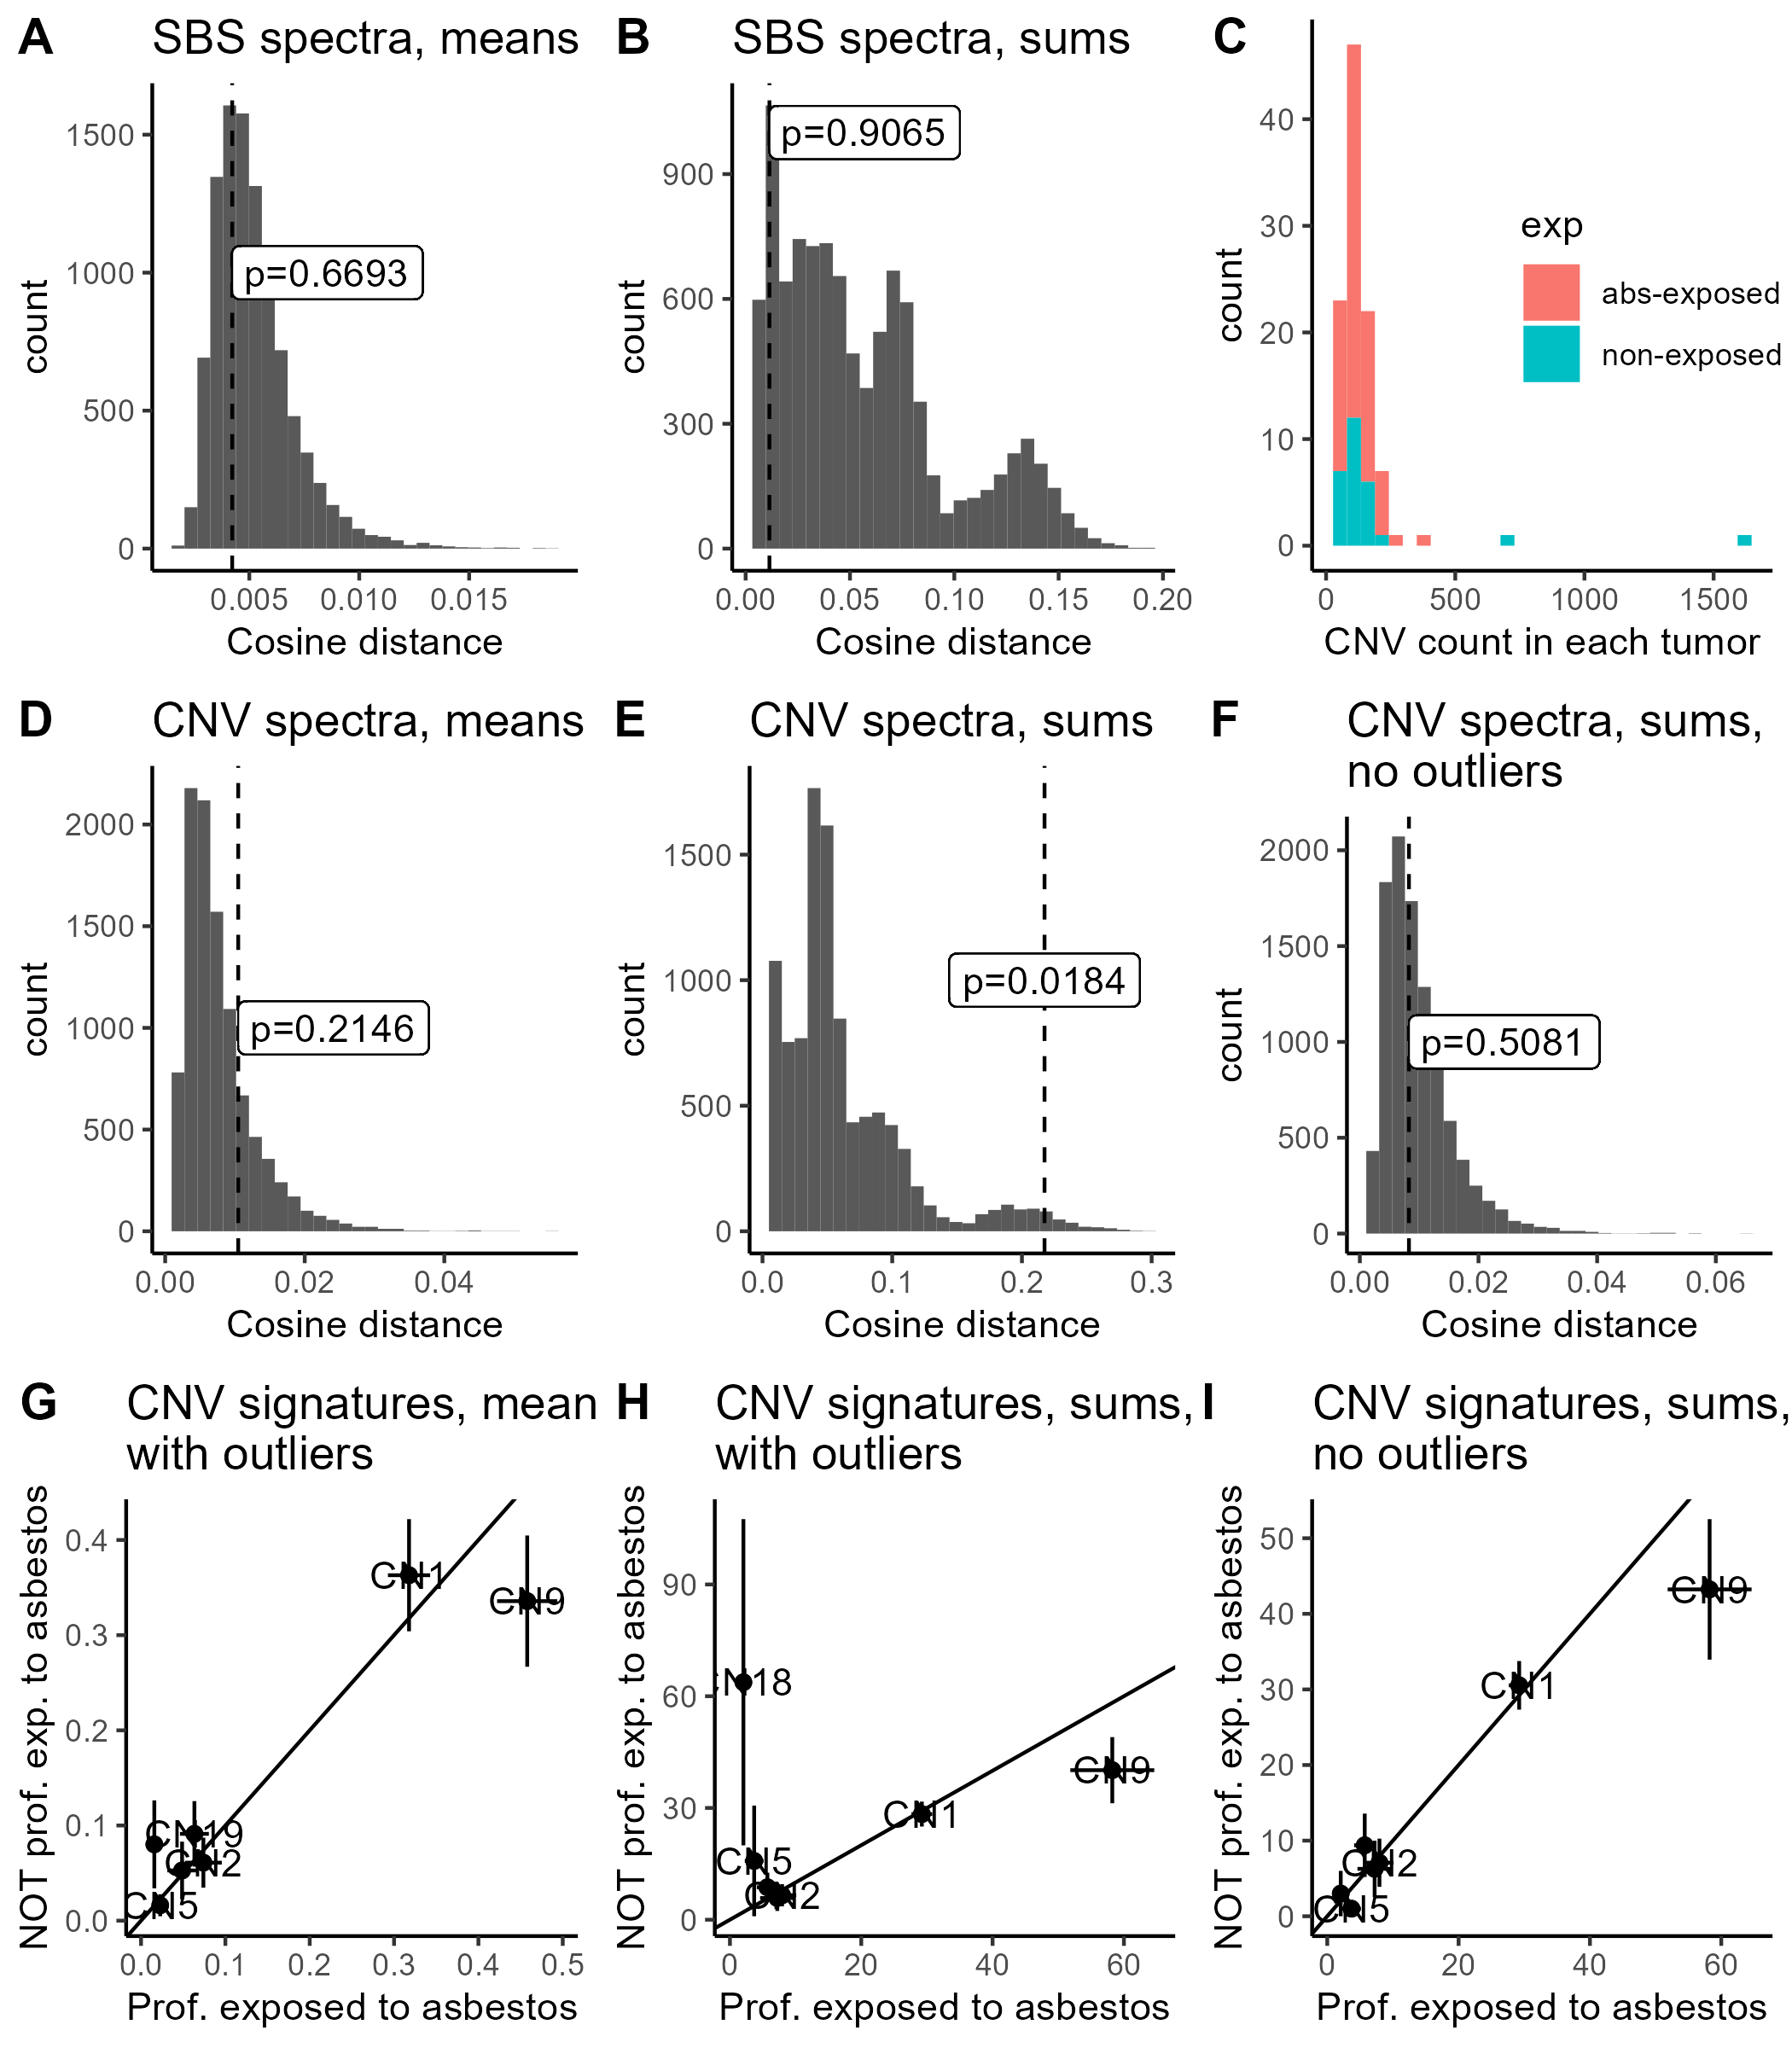 A
SBS spectra, means
1500
1000
500
0
count
p=0.6693
0.005
0.010
0.015
Cosine distance
B
SBS spectra, sums
900
600
300
0
count
p=0.9065
0.00
0.05
0.10
0.15
0.20
Cosine distance
C
40
30
20
10
0
count
exp
abs-exposed
non-exposed
0
500
1000
1500
CNV count in each tumor
D
CNV spectra, means
2000
1500
1000
500
0
count
p=0.2146
0.00
0.02
0.04
Cosine distance
E
CNV spectra, sums
1500
1000
500
0
count
p=0.0184
0.0
0.1
0.2
0.3
Cosine distance
F
CNV spectra, sums,
no outliers
2000
1500
1000
500
0
count
p=0.5081
0.00
0.02
0.04
0.06
Cosine distance
G
CNV signatures, mean
with outliers
NOT prof. exp. to asbestos
0.4
0.3
0.2
0.1
0.0
CN1
CN9
CN19
CN2
CN5
0.0
0.1
0.2
0.3
0.4
0.5
Prof. exposed to asbestos
H
CNV signatures, sums,
with outliers
NOT prof. exp. to asbestos
90
60
30
0
CN18
CN9
CN1
CN5
CN2
0
20
40
60
Prof. exposed to asbestos
I
CNV signatures, sums,
no outliers
NOT prof. exp. to asbestos
50
40
30
20
10
0
CN9
CN1
CN2
CN5
0
20
40
60
Prof. exposed to asbestos